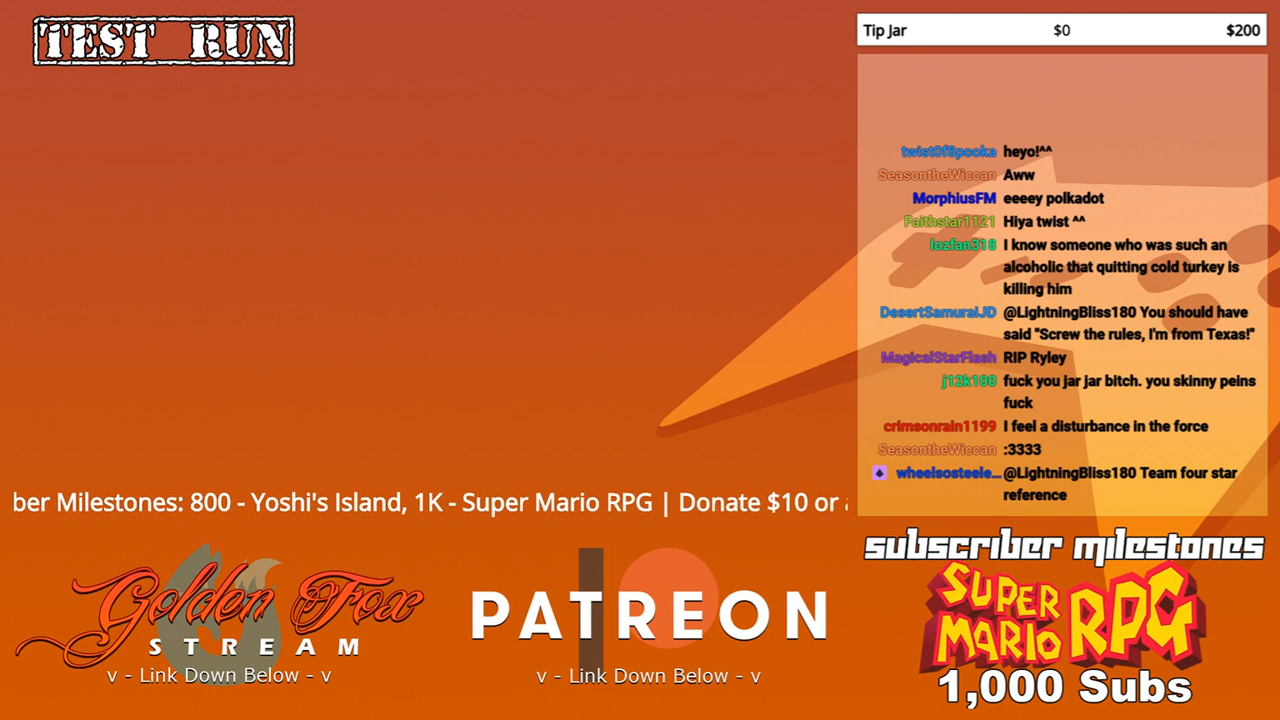 TEST RUN
Tip Jar $0 $200
twist0f8pooka heyo!^^
SeasontheWiccan Aww
MorphiusFM eeeey polkadot
Faithstar1121 Hiya twist ^^
lozfan318 I know someone who was such an
alcoholic that quitting cold turkey is
killing him
DesertSamuraiJD @LightningBliss180 You should have
said "Screw the rules, I'm from Texas!"
MagicalStarFlash RIP Ryley
j12k100 fuck you jar jar bitch. you skinny peins
fuck
crimsonrain1199 I feel a disturbance in the force
SeasontheWiccan :3333
wheelsosteele... @LightningBliss180 Team four star
reference
ber Milestones: 800 - Yoshi's Island, 1K - Super Mario RPG | Donate $10 or
Golden Fox
STREAM
v - Link Down Below - v
PATREON
v - Link Down Below - v
subscriber milestones
SUPER
MARIO RPG
1,000 Subs